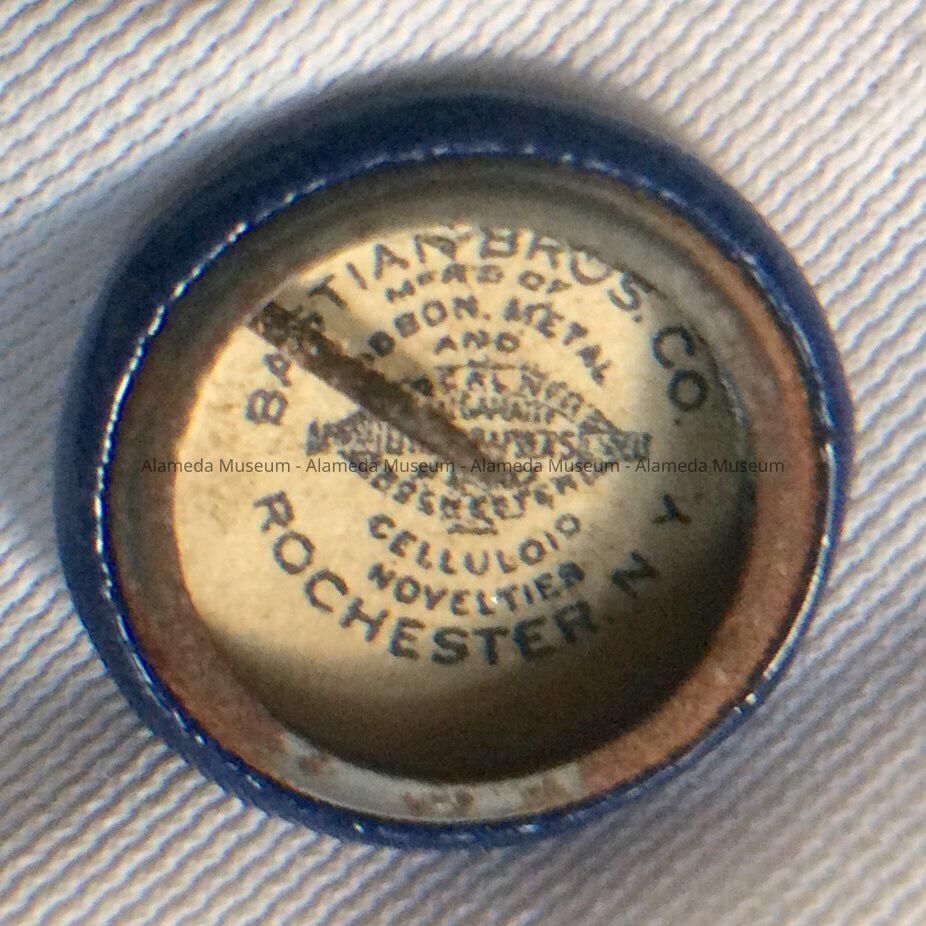 BASTIAN BROS. CO.
MFRS OF
RIBBON, METAL
AND
CELLULOID
NOVELTIES
ROCHESTER, N Y
Alameda Museum - Alameda Museum - Alameda Museum - Alameda Museum